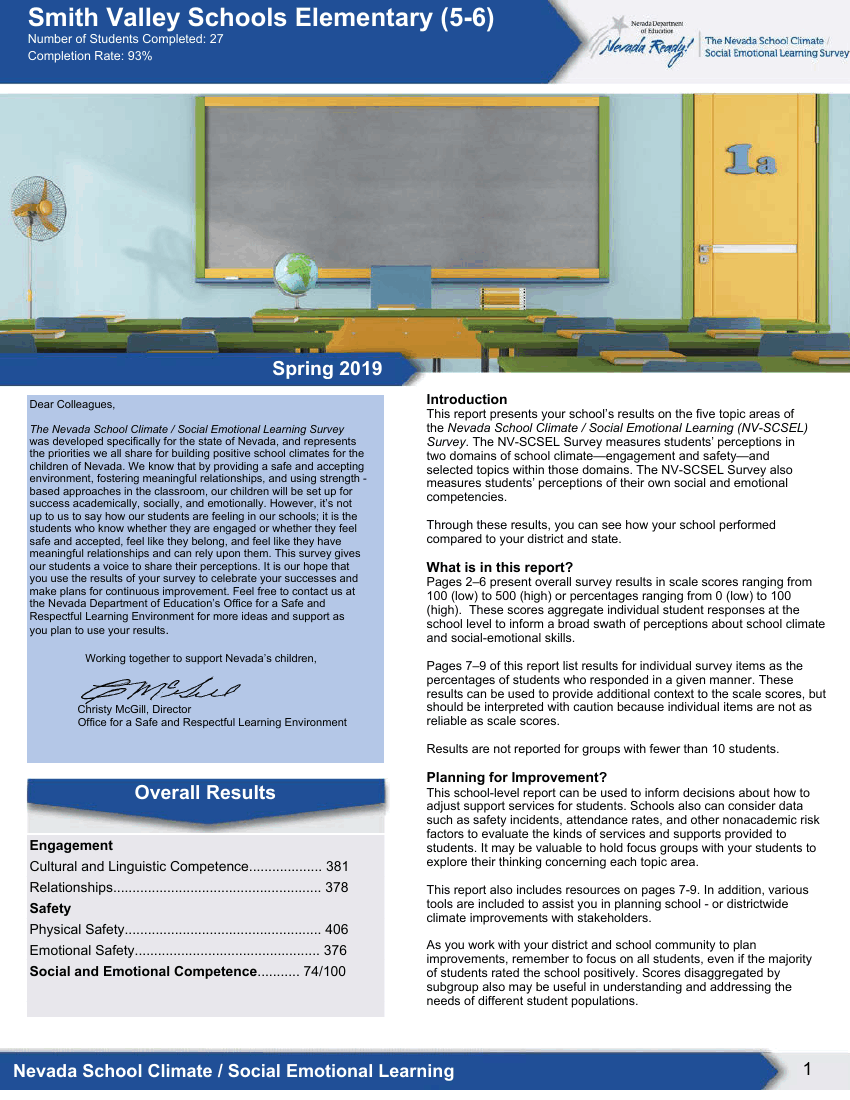 Smith Valley Schools Elementary (5-6)
Number of Students Completed: 27
Completion Rate: 93%
Nevada Department
of Education
Nevada Ready!
The Nevada School Climate /
Social Emotional Learning Survey
1a
Spring 2019
Dear Colleagues,
The Nevada School Climate / Social Emotional Learning Survey
was developed specifically for the state of Nevada, and represents
the priorities we all share for building positive school climates for the
children of Nevada. We know that by providing a safe and accepting
environment, fostering meaningful relationships, and using strength -
based approaches in the classroom, our children will be set up for
success academically, socially, and emotionally. However, it's not
up to us to say how our students are feeling in our schools; it is the
students who know whether they are engaged or whether they feel
safe and accepted, feel like they belong, and feel like they have
meaningful relationships and can rely upon them. This survey gives
our students a voice to share their perceptions. It is our hope that
you use the results of your survey to celebrate your successes and
make plans for continuous improvement. Feel free to contact us at
the Nevada Department of Education's Office for a Safe and
Respectful Learning Environment for more ideas and support as
you plan to use your results.
Working together to support Nevada's children,
Christy McGill, Director
Office for a Safe and Respectful Learning Environment
Overall Results
Engagement
Cultural and Linguistic Competence................... 381
Relationships...................................................... 378
Safety
Physical Safety................................................... 406
Emotional Safety................................................ 376
Social and Emotional Competence........... 74/100
Introduction
This report presents your school's results on the five topic areas of
the Nevada School Climate / Social Emotional Learning (NV-SCSEL)
Survey. The NV-SCSEL Survey measures students' perceptions in
two domains of school climate—engagement and safety—and
selected topics within those domains. The NV-SCSEL Survey also
measures students' perceptions of their own social and emotional
competencies.
Through these results, you can see how your school performed
compared to your district and state.
What is in this report?
Pages 2–6 present overall survey results in scale scores ranging from
100 (low) to 500 (high) or percentages ranging from 0 (low) to 100
(high). These scores aggregate individual student responses at the
school level to inform a broad swath of perceptions about school climate
and social-emotional skills.
Pages 7–9 of this report list results for individual survey items as the
percentages of students who responded in a given manner. These
results can be used to provide additional context to the scale scores, but
should be interpreted with caution because individual items are not as
reliable as scale scores.
Results are not reported for groups with fewer than 10 students.
Planning for Improvement?
This school-level report can be used to inform decisions about how to
adjust support services for students. Schools also can consider data
such as safety incidents, attendance rates, and other nonacademic risk
factors to evaluate the kinds of services and supports provided to
students. It may be valuable to hold focus groups with your students to
explore their thinking concerning each topic area.
This report also includes resources on pages 7-9. In addition, various
tools are included to assist you in planning school - or districtwide
climate improvements with stakeholders.
As you work with your district and school community to plan
improvements, remember to focus on all students, even if the majority
of students rated the school positively. Scores disaggregated by
subgroup also may be useful in understanding and addressing the
needs of different student populations.
Nevada School Climate / Social Emotional Learning
1